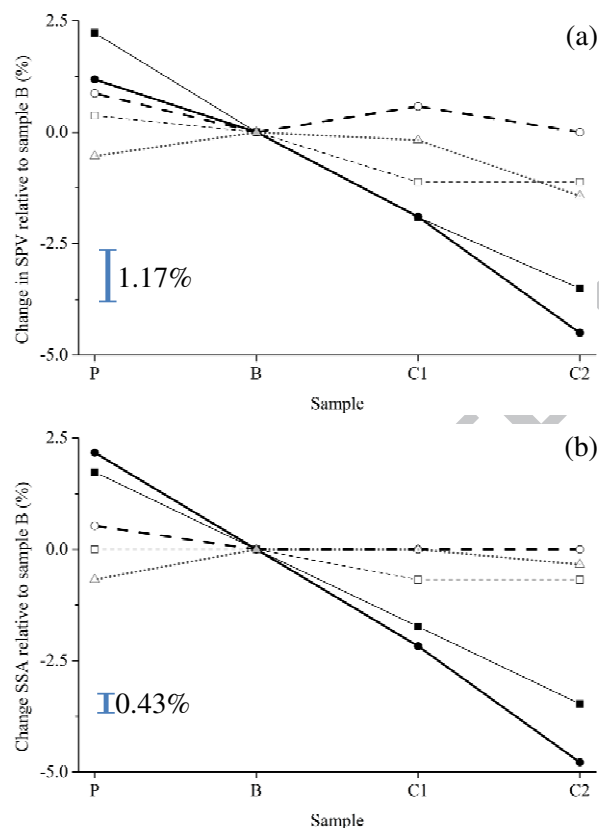 (a)
Change in SPV relative to sample B (%)
2.5
0.0
-2.5
-5.0
1.17%
P B C1 C2
Sample
(b)
Change SSA relative to sample B (%)
2.5
0.0
-2.5
-5.0
0.43%
P B C1 C2
Sample